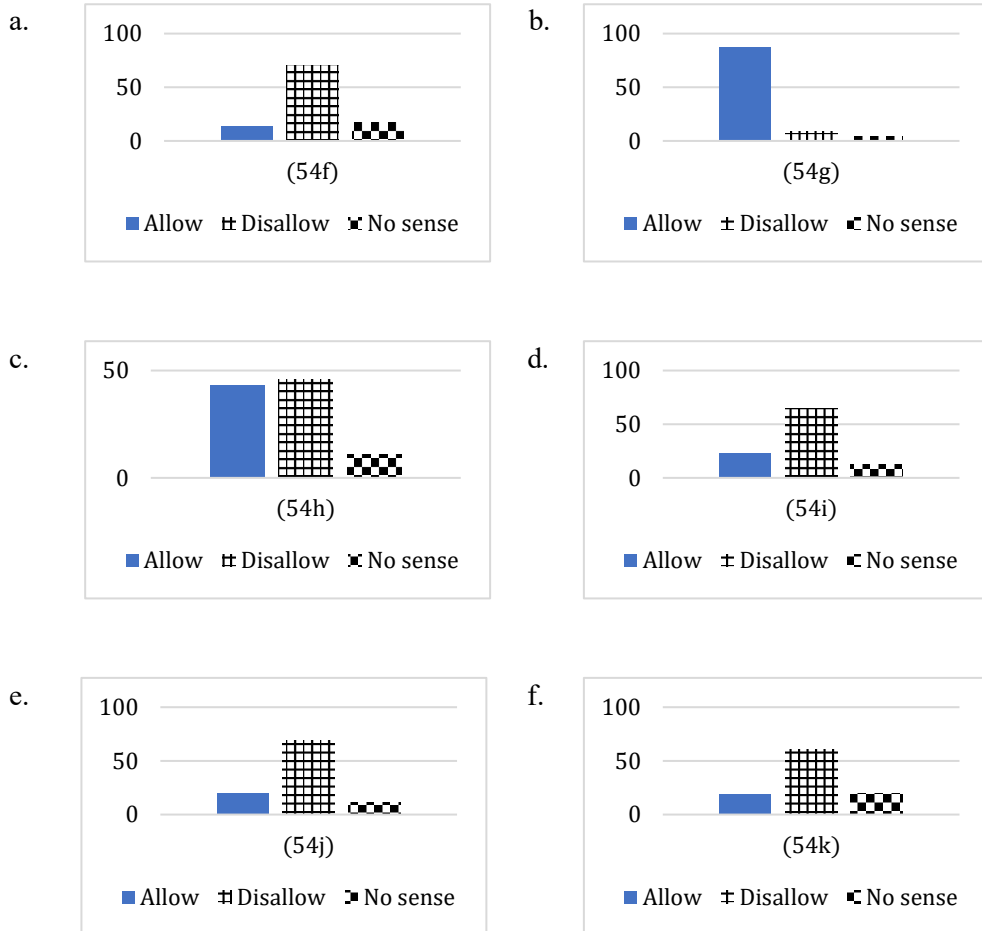 a.
100
50
0
(54f)
Allow Disallow No sense
b.
100
50
0
(54g)
Allow Disallow No sense
c.
50
0
(54h)
Allow Disallow No sense
d.
100
50
0
(54i)
Allow Disallow No sense
e.
100
50
0
(54j)
Allow Disallow No sense
f.
100
50
0
(54k)
Allow Disallow No sense